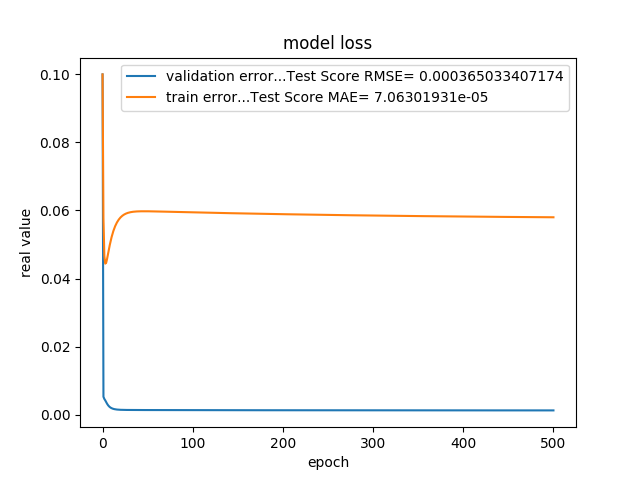 model loss
validation error...Test Score RMSE= 0.000365033407174
train error...Test Score MAE= 7.06301931e-05
0.10
0.08
0.06
0.04
0.02
0.00
real value
0 100 200 300 400 500
epoch